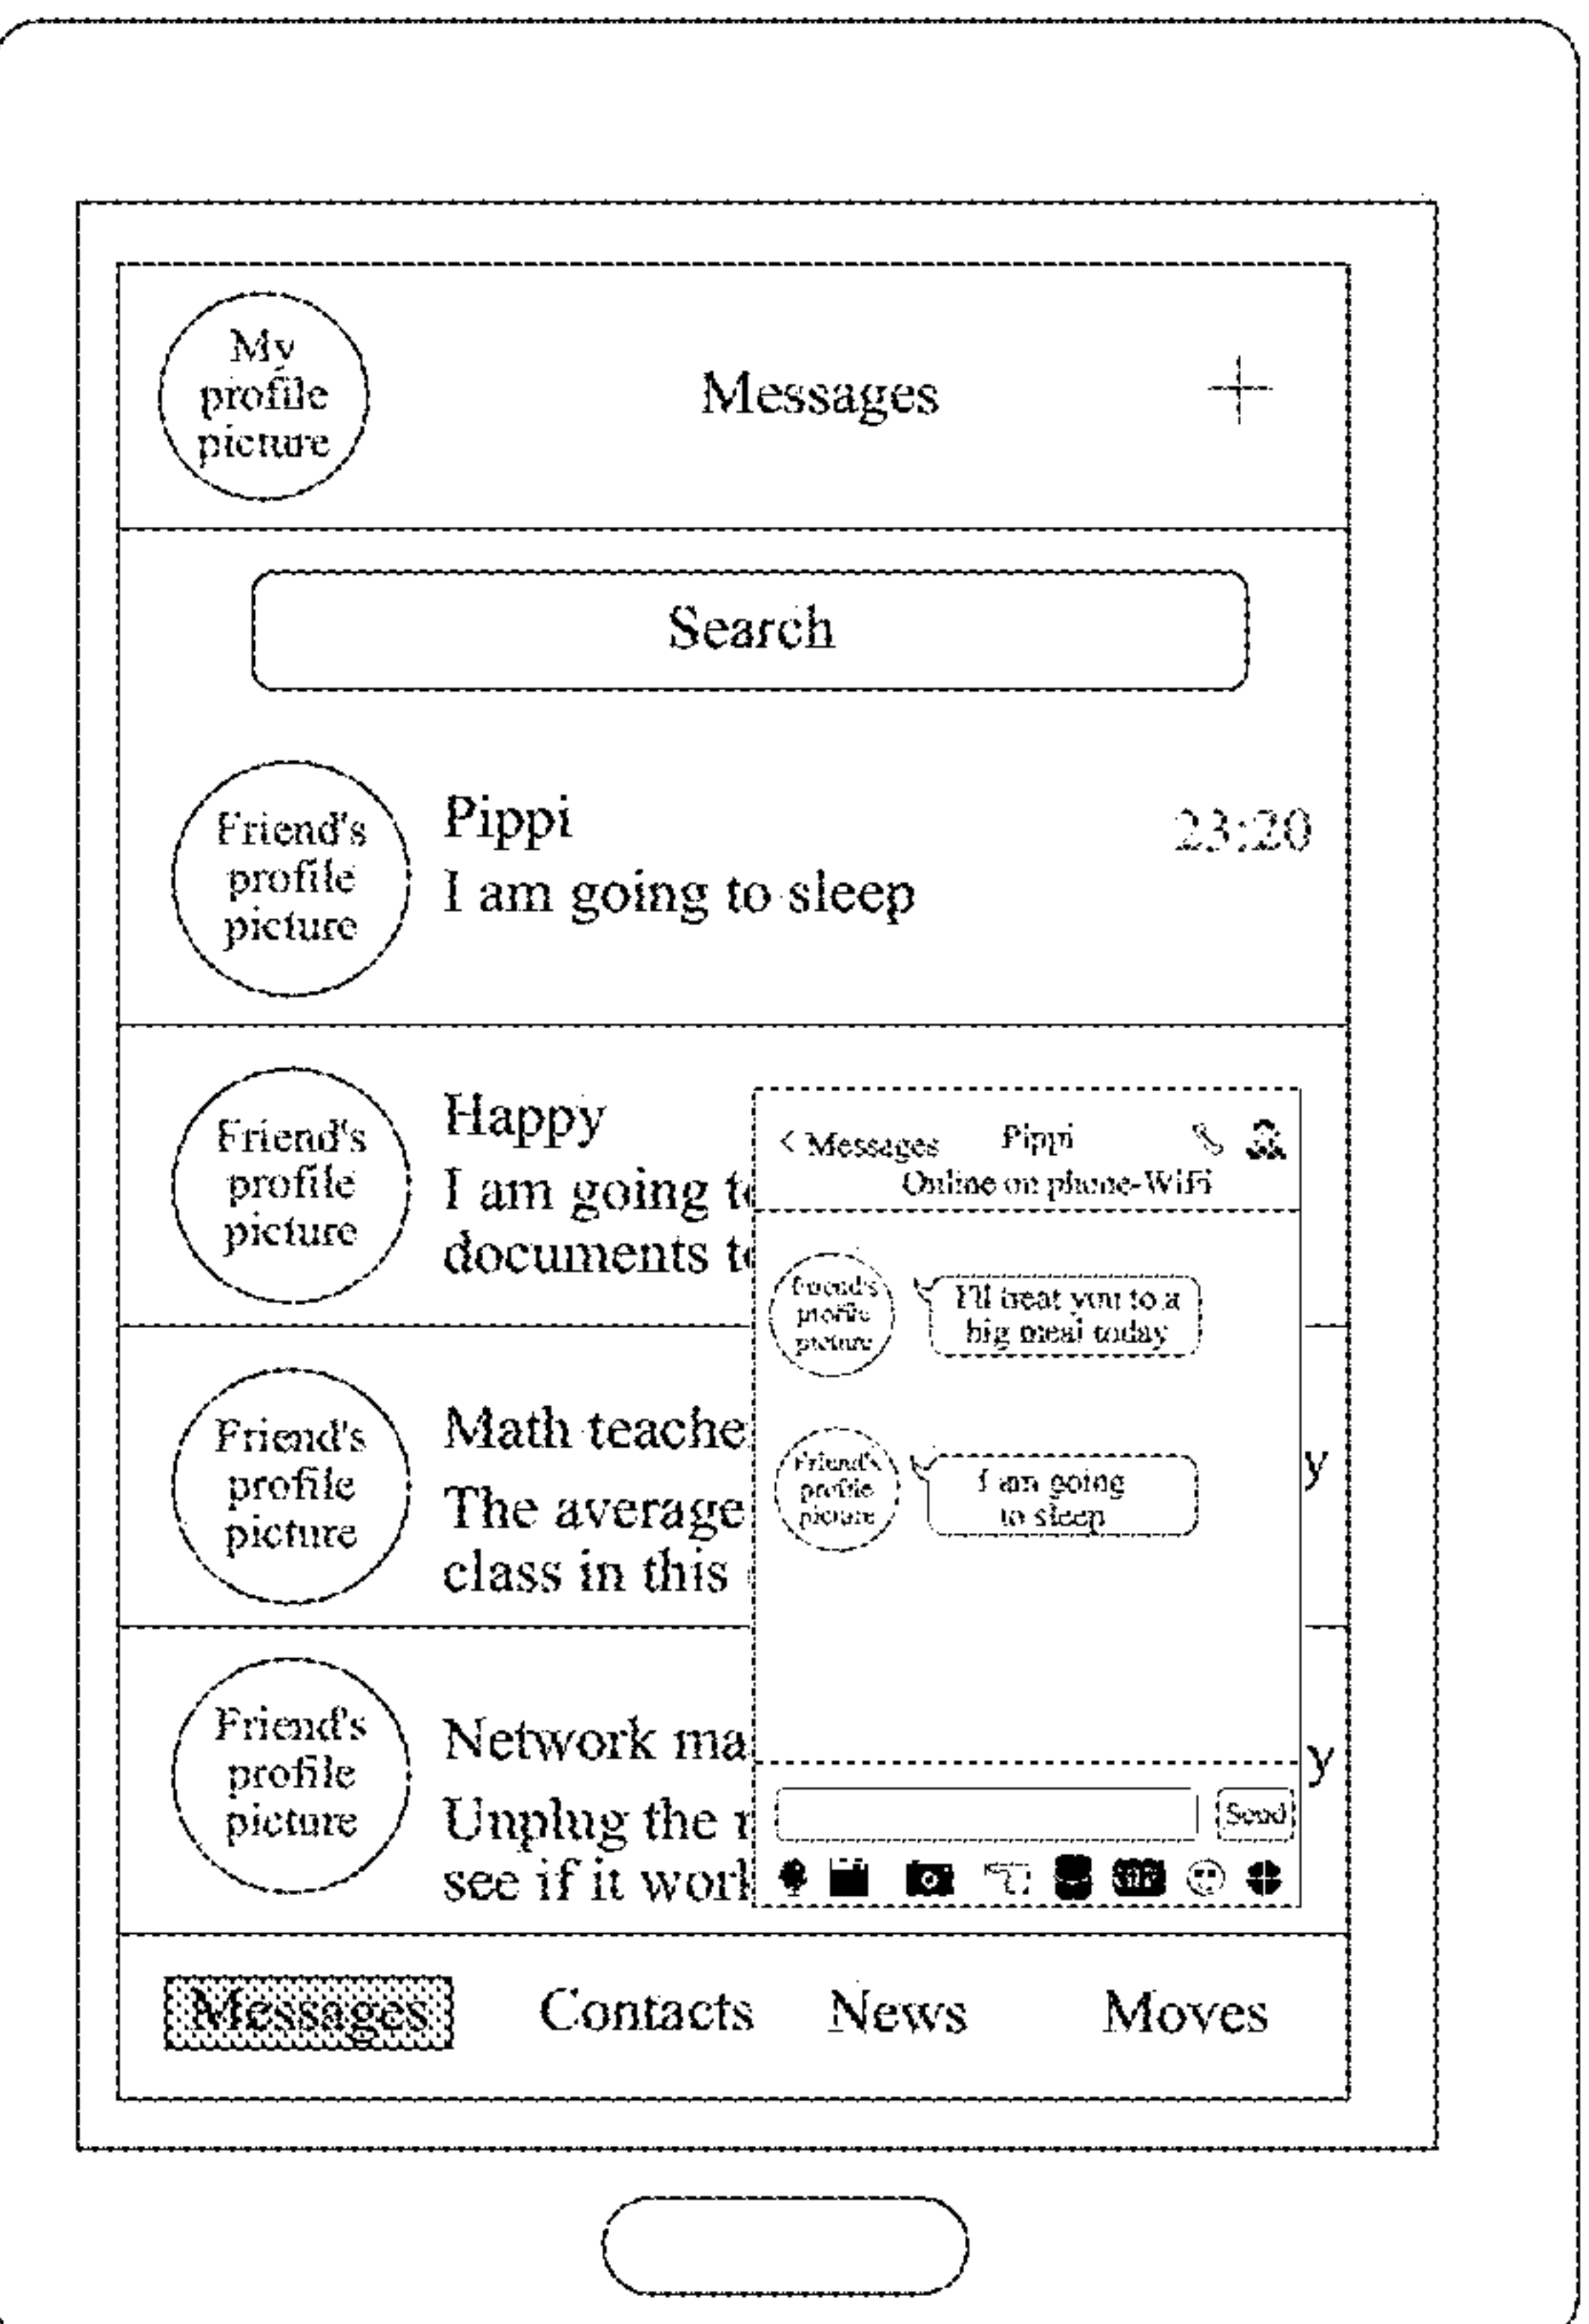 My
profile
picture
Messages
Search
Friend's
profile
picture
Pippi
23:20
I am going to sleep
Friend's
profile
picture
Happy
I am going
documents
Friend's
profile
picture
Math
The average
class in this
y
Friend's
profile
picture
Network
y
Unplug the
see if it
< Messages
Pippi
Online on phone-WiFi
Friend's
profile
picture
I'll treat you to a
big meal today
Friend's
profile
picture
I am going
to sleep
Send
Messages
Contacts
News
Moves